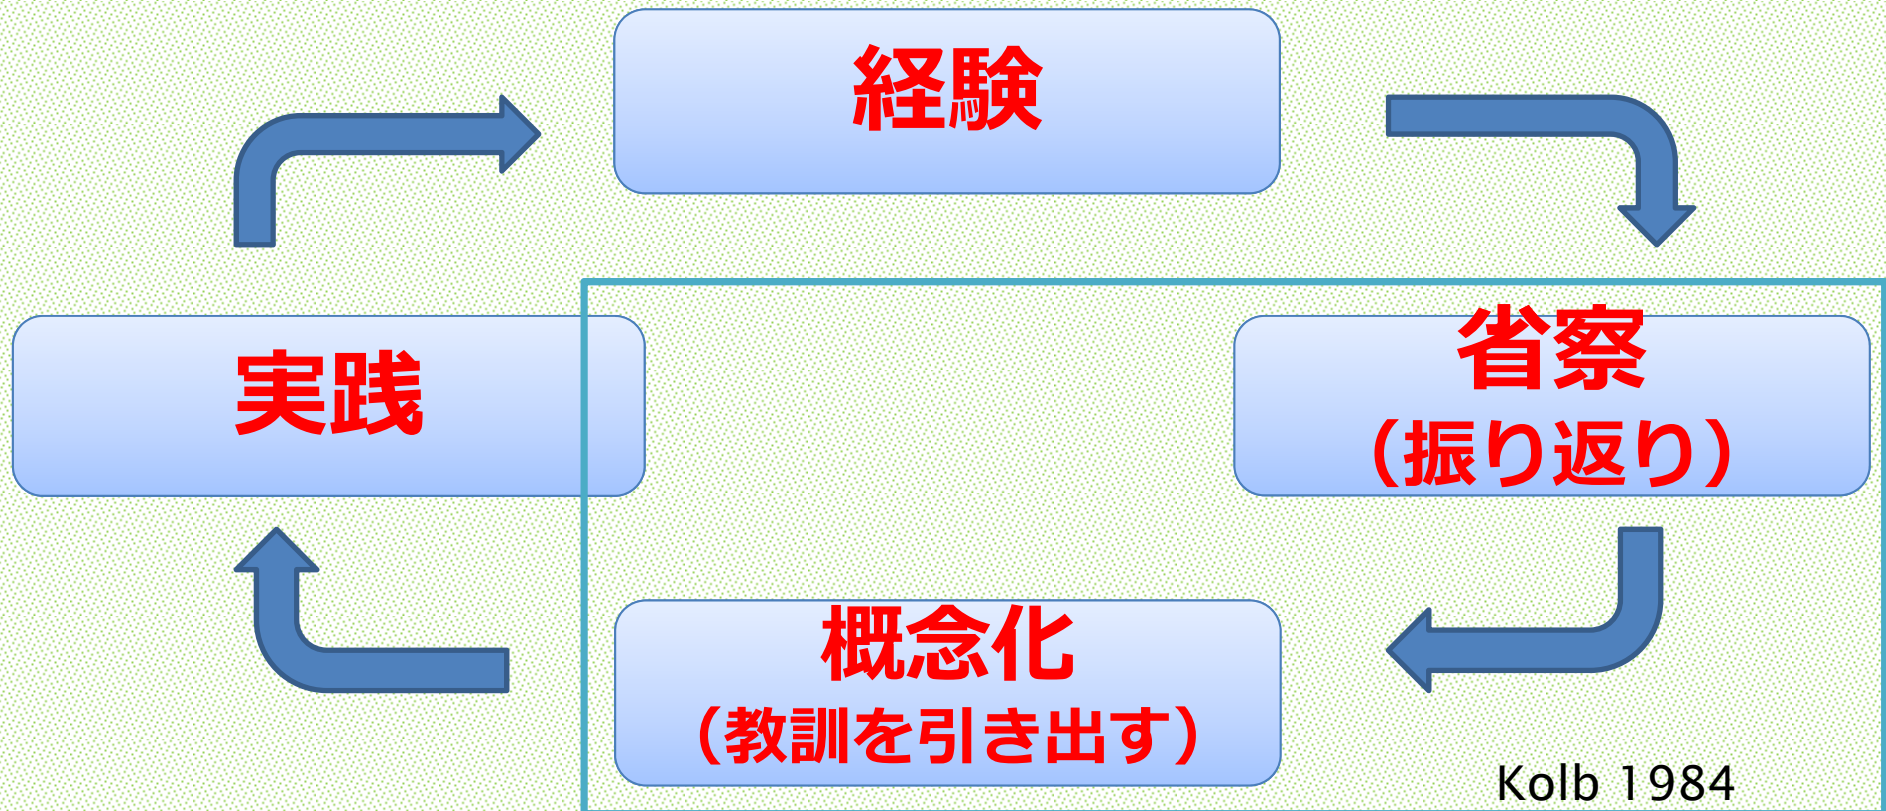 経験
実践
省察
（振り返り）
概念化
（教訓を引き出す）
Kolb 1984